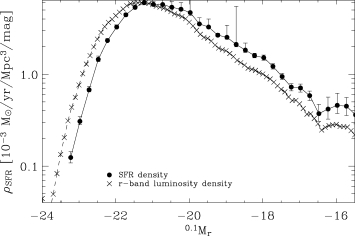 ρSFR [10⁻³ M☉/yr/Mpc³/mag]
1.0
0.1
SFR density
r-band luminosity density
-24 -22 -20 -18 -16
⁰·¹Mᵣ